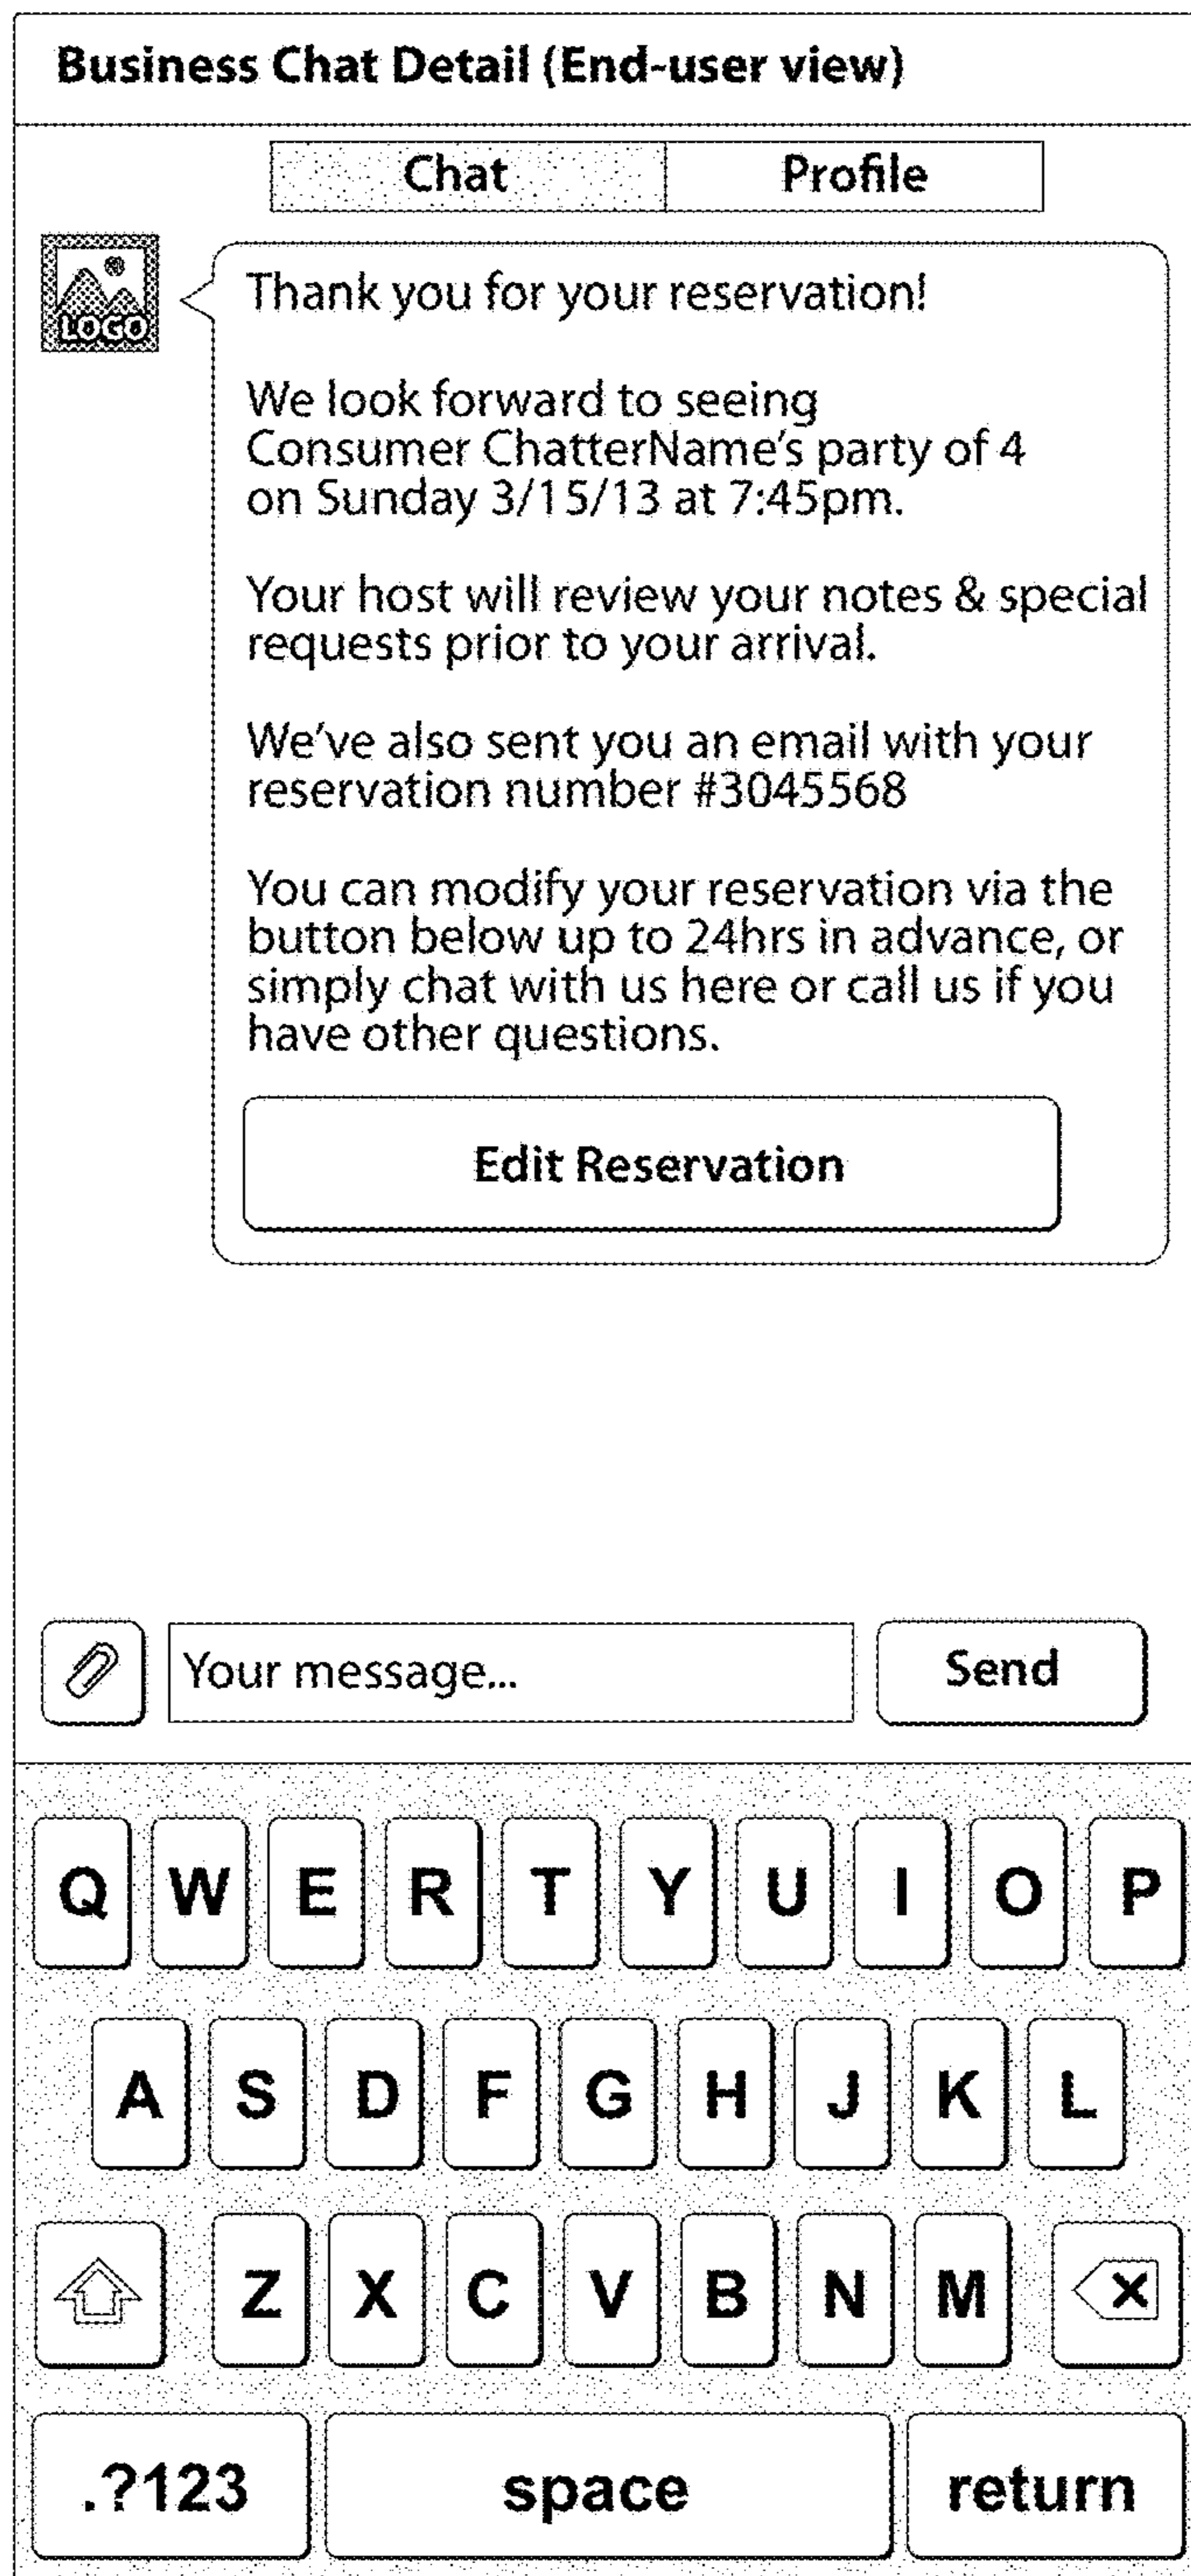 Business Chat Detail (End-user view)
Chat Profile
LOGO
Thank you for your reservation!
We look forward to seeing
Consumer ChatterName's party of 4
on Sunday 3/15/13 at 7:45pm.
Your host will review your notes & special
requests prior to your arrival.
We've also sent you an email with your
reservation number #3045568
You can modify your reservation via the
button below up to 24hrs in advance, or
simply chat with us here or call us if you
have other questions.
Edit Reservation
Your message... Send
Q W E R T Y U I O P
A S D F G H J K L
Z X C V B N M
.?123 space return